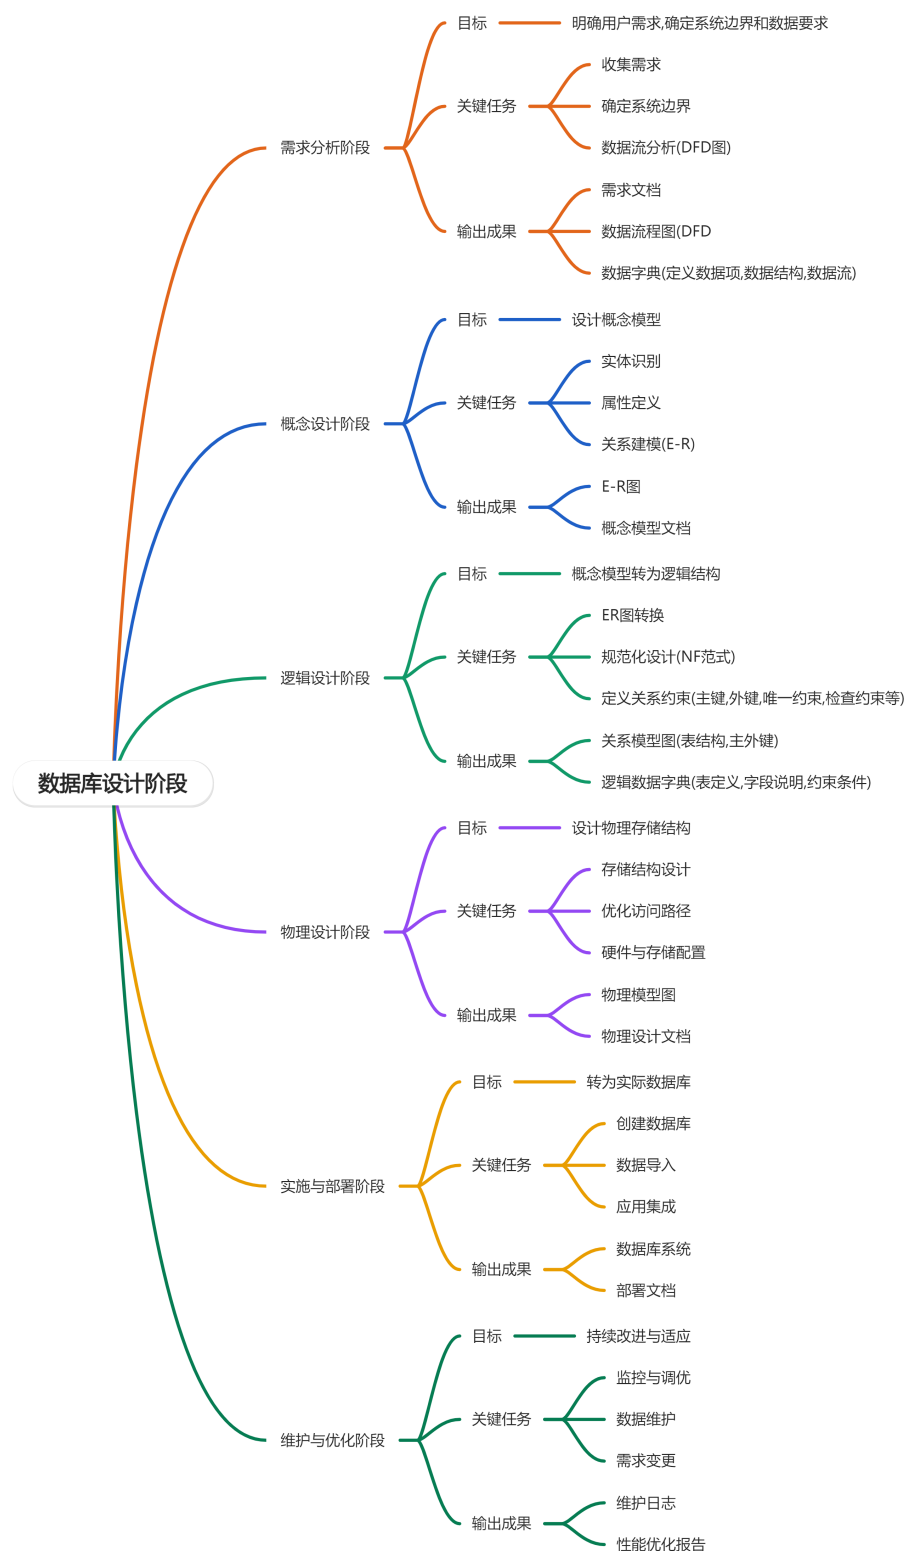 数据库设计阶段
需求分析阶段
目标
明确用户需求,确定系统边界和数据要求
关键任务
收集需求
确定系统边界
数据流分析(DFD图)
输出成果
需求文档
数据流程图(DFD
数据字典(定义数据项,数据结构,数据流)
概念设计阶段
目标
设计概念模型
关键任务
实体识别
属性定义
关系建模(E-R)
输出成果
E-R图
概念模型文档
逻辑设计阶段
目标
概念模型转为逻辑结构
关键任务
ER图转换
规范化设计(NF范式)
定义关系约束(主键,外键,唯一约束,检查约束等)
输出成果
关系模型图(表结构,主外键)
逻辑数据字典(表定义,字段说明,约束条件)
物理设计阶段
目标
设计物理存储结构
关键任务
存储结构设计
优化访问路径
硬件与存储配置
输出成果
物理模型图
物理设计文档
实施与部署阶段
目标
转为实际数据库
关键任务
创建数据库
数据导入
应用集成
输出成果
数据库系统
部署文档
维护与优化阶段
目标
持续改进与适应
关键任务
监控与调优
数据维护
需求变更
输出成果
维护日志
性能优化报告